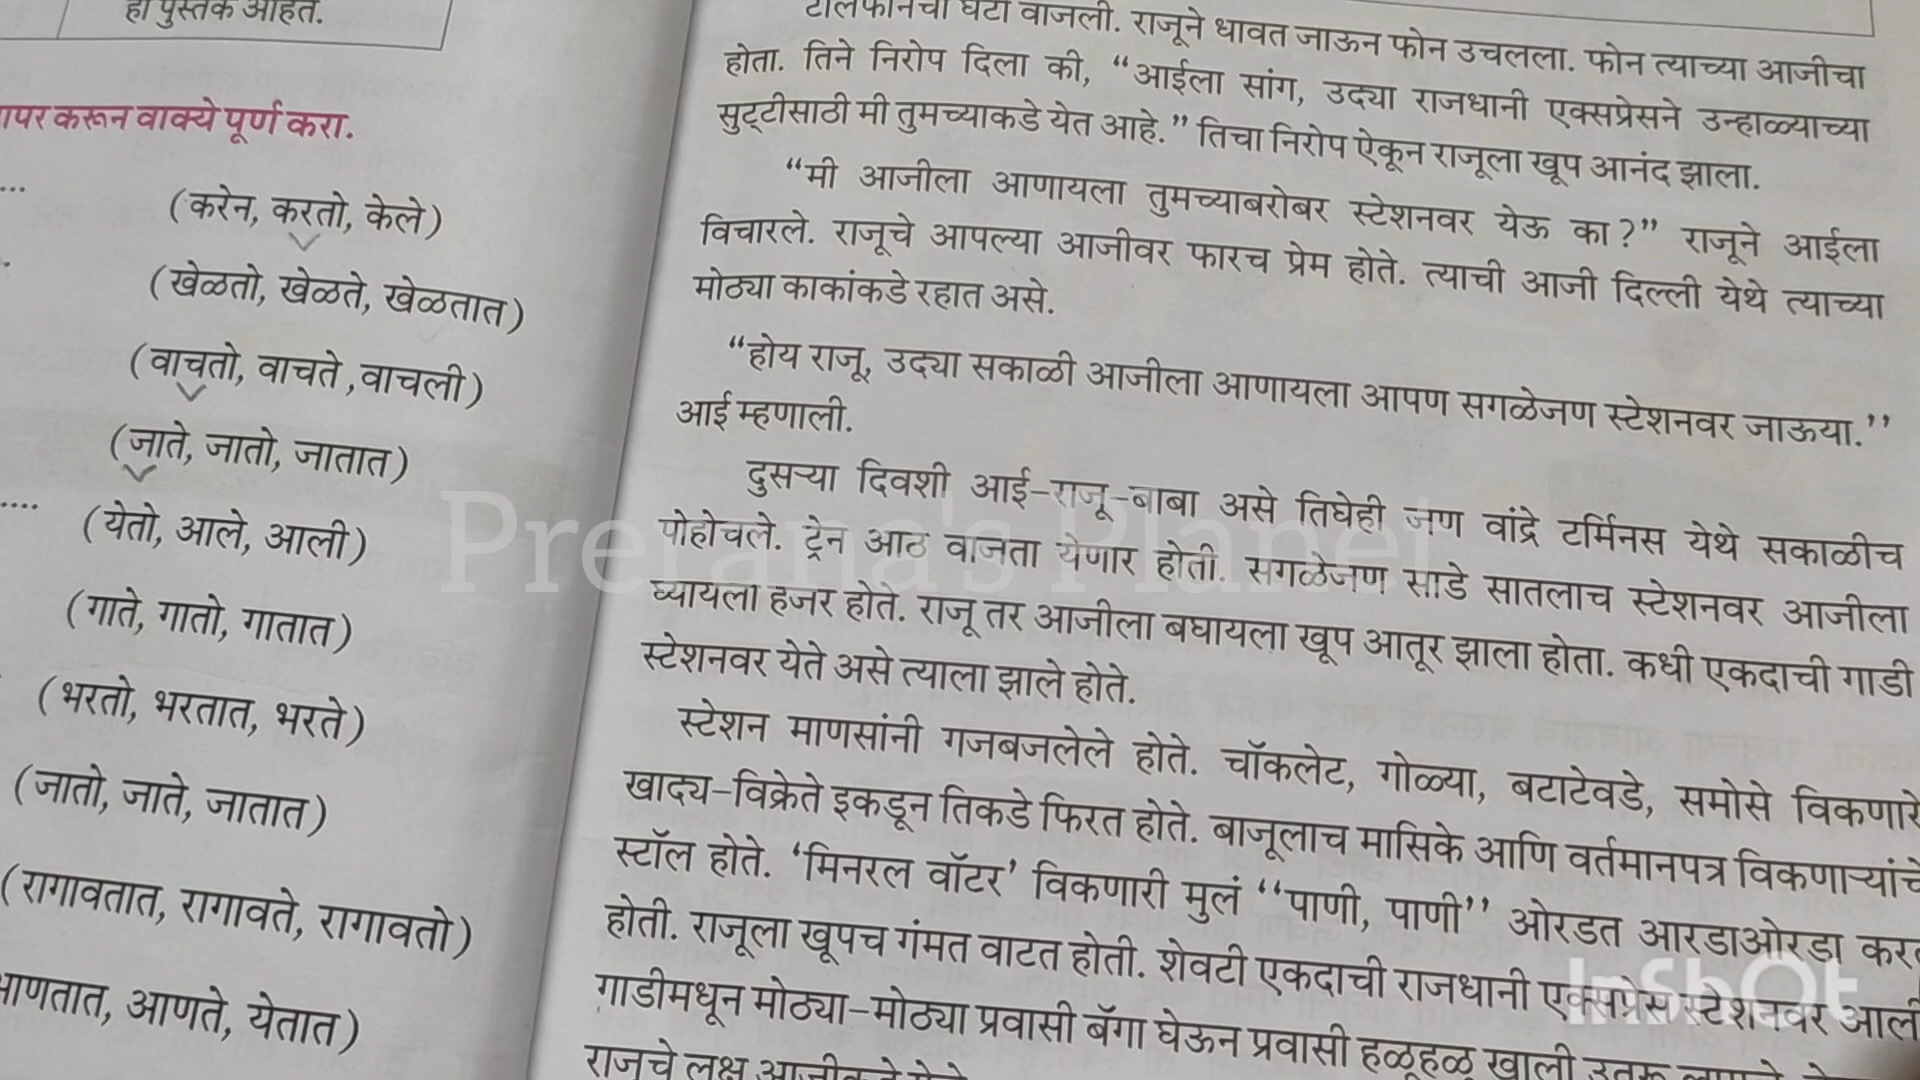 ही पुस्तके आहेत.
ापर करून वाक्ये पूर्ण करा.
... (करेन, करतो, केले)
. (खेळतो, खेळते, खेळतात)
(वाचतो, वाचते ,वाचली)
(जाते, जातो, जातात)
.... (येतो, आले, आली)
(गाते, गातो, गातात)
(भरतो, भरतात, भरते)
(जातो, जाते, जातात)
(रागावतात, रागावते, रागावतो)
आणतात, आणते, येतात)
वाजली. राजूने धावत जाऊन फोन उचलला. फोन त्याच्या आजीचा
होता. तिने निरोप दिला की, “आईला सांग, उद्या राजधानी एक्सप्रेसने उन्हाळ्याच्या
सुट्टीसाठी मी तुमच्याकडे येत आहे.” तिचा निरोप ऐकून राजूला खूप आनंद झाला.
“मी आजीला आणायला तुमच्याबरोबर स्टेशनवर येऊ का?” राजूने आईला
विचारले. राजूचे आपल्या आजीवर फारच प्रेम होते. त्याची आजी दिल्ली येथे त्याच्या
मोठ्या काकांकडे रहात असे.
“होय राजू, उद्या सकाळी आजीला आणायला आपण सगळेजण स्टेशनवर जाऊया.”
आई म्हणाली.
दुसऱ्या दिवशी आई-राजू-बाबा असे तिघेही जण वांद्रे टर्मिनस येथे सकाळीच
पोहोचले. ट्रेन आठ वाजता येणार होती. सगळेजण साडे सातलाच स्टेशनवर आजीला
घ्यायला हजर होते. राजू तर आजीला बघायला खूप आतूर झाला होता. कधी एकदाची गाडी
स्टेशनवर येते असे त्याला झाले होते.
स्टेशन माणसांनी गजबजलेले होते. चॉकलेट, गोळ्या, बटाटेवडे, समोसे विकणारे
खाद्य-विक्रेते इकडून तिकडे फिरत होते. बाजूलाच मासिके आणि वर्तमानपत्र विकणाऱ्यांचे
स्टॉल होते. ‘मिनरल वॉटर’ विकणारी मुलं “पाणी, पाणी” ओरडत आरडाओरडा करत
होती. राजूला खूपच गंमत वाटत होती. शेवटी एकदाची राजधानी एक्सप्रेस स्टेशनवर आली
गाडीमधून मोठ्या-मोठ्या प्रवासी बॅगा घेऊन प्रवासी हळूहळू खाली
राजूचे लक्ष
Prerana's Planet
InShOt